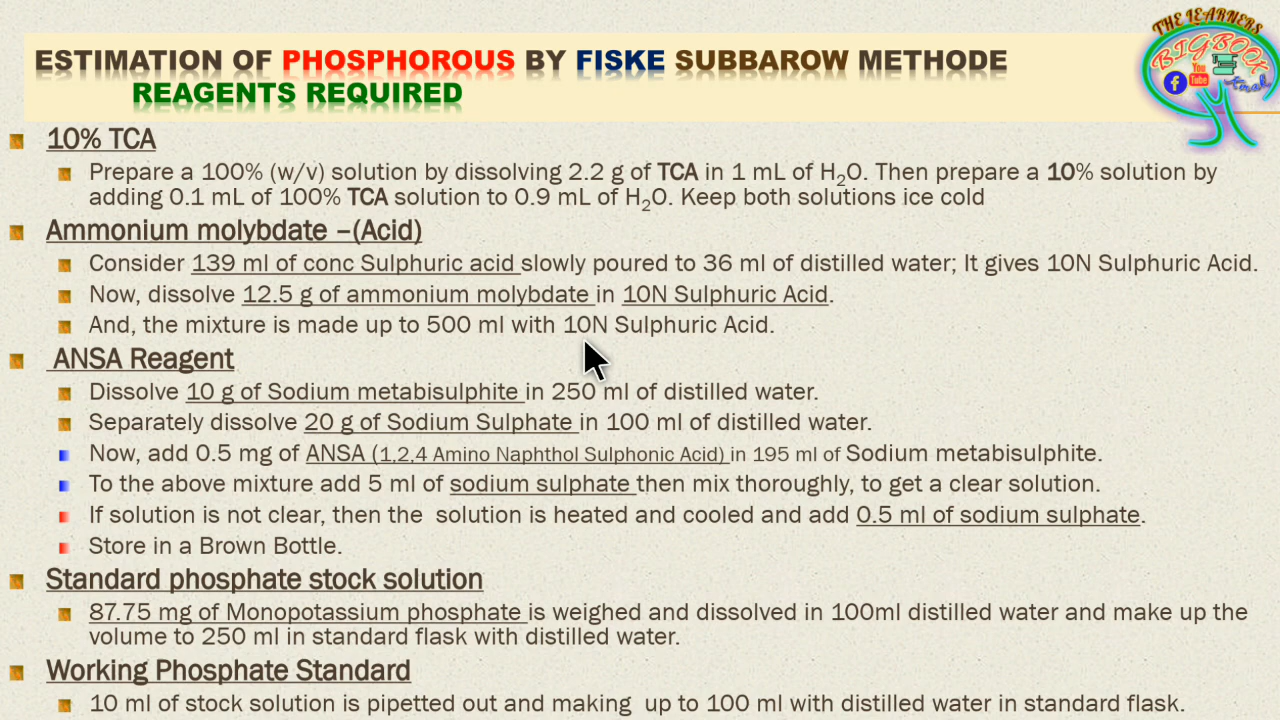 ESTIMATION OF PHOSPHOROUS BY FISKE SUBBAROW METHODE
REAGENTS REQUIRED
THE LEARNERS
BIGBOOK
You
Tube
f
10% TCA
Prepare a 100% (w/v) solution by dissolving 2.2 g of TCA in 1 mL of H2O. Then prepare a 10% solution by
adding 0.1 mL of 100% TCA solution to 0.9 mL of H2O. Keep both solutions ice cold
Ammonium molybdate –(Acid)
Consider 139 ml of conc Sulphuric acid slowly poured to 36 ml of distilled water; It gives 10N Sulphuric Acid.
Now, dissolve 12.5 g of ammonium molybdate in 10N Sulphuric Acid.
And, the mixture is made up to 500 ml with 10N Sulphuric Acid.
ANSA Reagent
Dissolve 10 g of Sodium metabisulphite in 250 ml of distilled water.
Separately dissolve 20 g of Sodium Sulphate in 100 ml of distilled water.
Now, add 0.5 mg of ANSA (1,2,4 Amino Naphthol Sulphonic Acid) in 195 ml of Sodium metabisulphite.
To the above mixture add 5 ml of sodium sulphate then mix thoroughly, to get a clear solution.
If solution is not clear, then the solution is heated and cooled and add 0.5 ml of sodium sulphate.
Store in a Brown Bottle.
Standard phosphate stock solution
87.75 mg of Monopotassium phosphate is weighed and dissolved in 100ml distilled water and make up the
volume to 250 ml in standard flask with distilled water.
Working Phosphate Standard
10 ml of stock solution is pipetted out and making up to 100 ml with distilled water in standard flask.